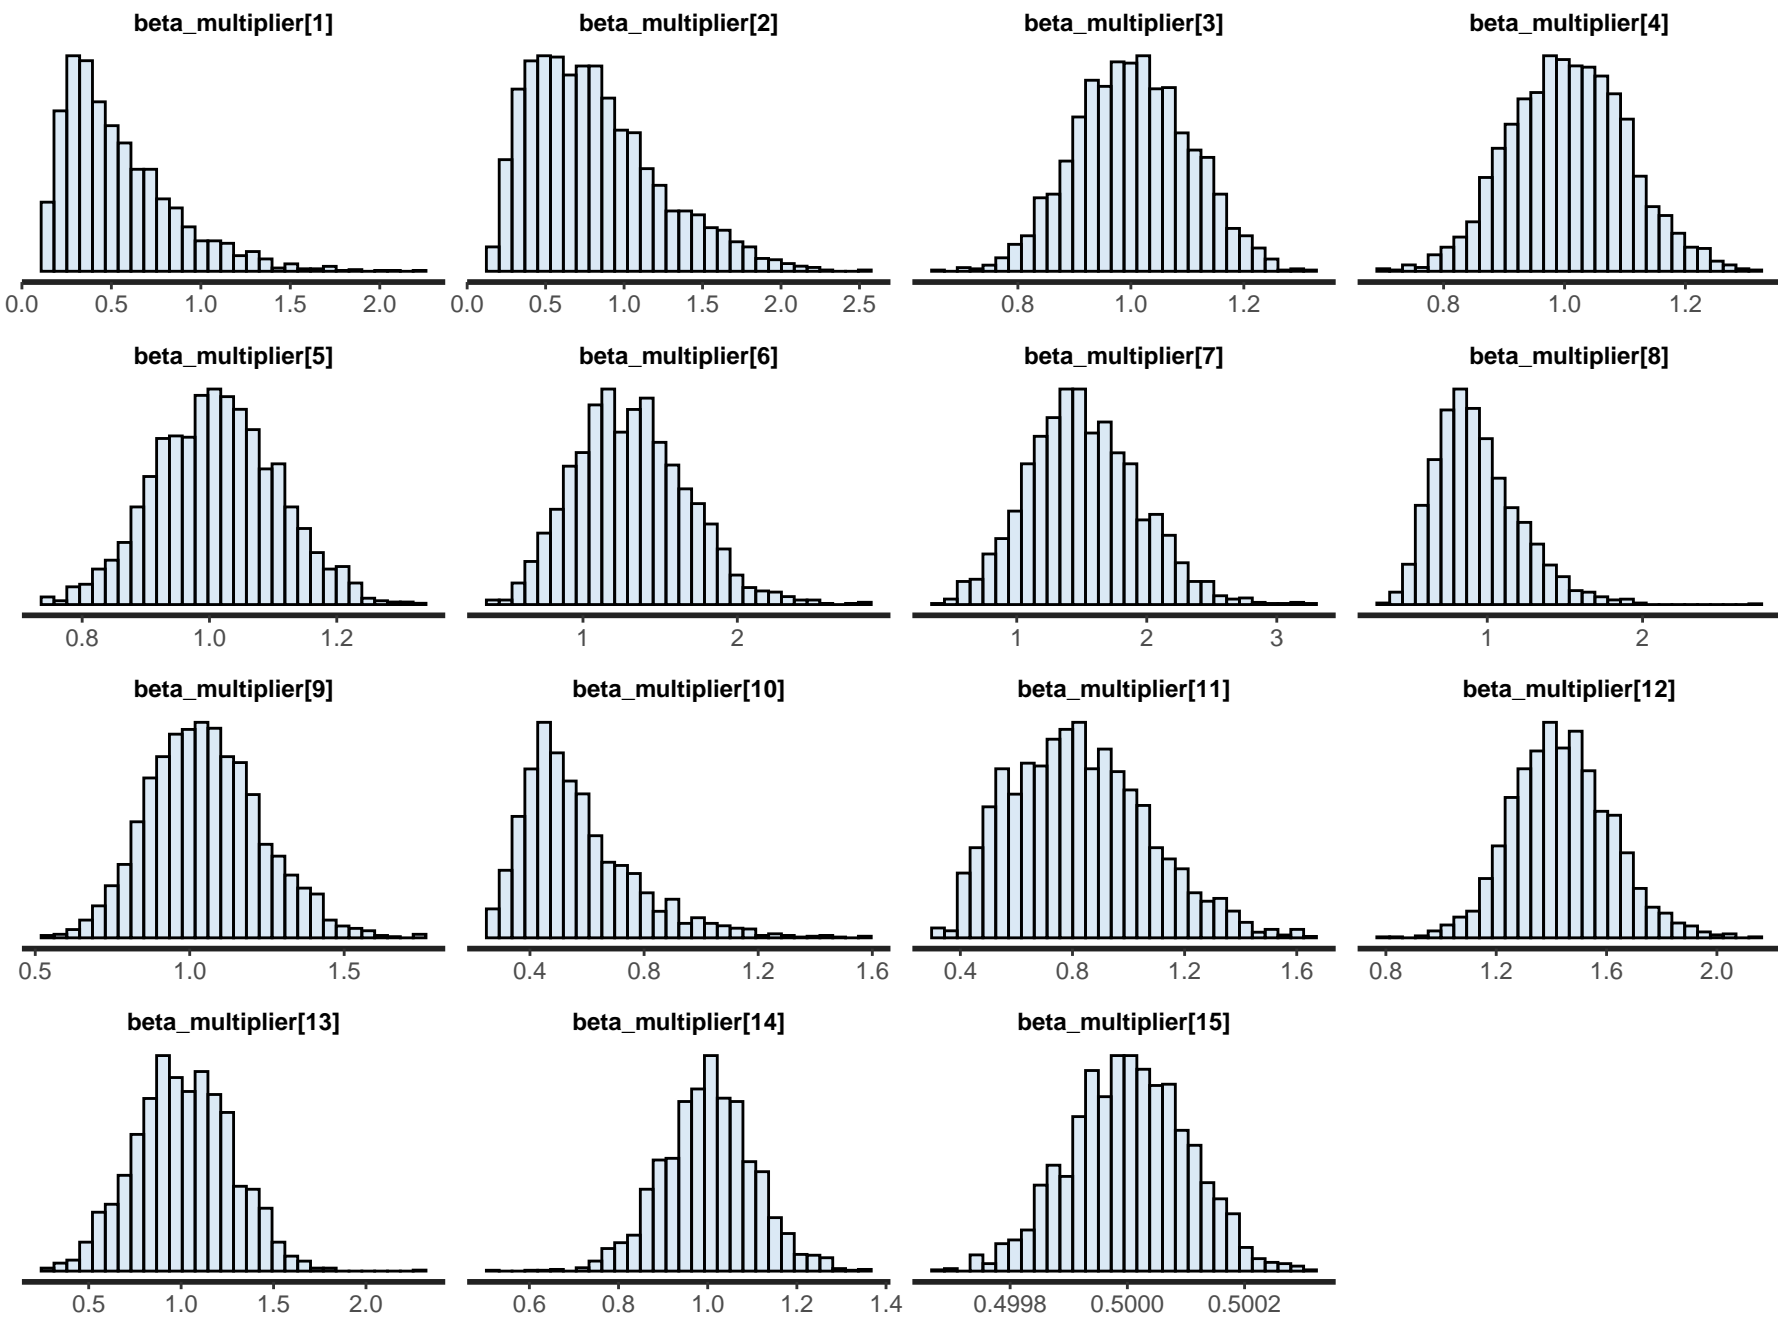 beta_multiplier[1] beta_multiplier[2] beta_multiplier[3] beta_multiplier[4]
0.0 0.5 1.0 1.5 2.0 0.0 0.5 1.0 1.5 2.0 2.5 0.8 1.0 1.2 0.8 1.0 1.2
beta_multiplier[5] beta_multiplier[6] beta_multiplier[7] beta_multiplier[8]
0.8 1.0 1.2 1 2 1 2 3 1 2
beta_multiplier[9] beta_multiplier[10] beta_multiplier[11] beta_multiplier[12]
0.5 1.0 1.5 0.4 0.8 1.2 1.6 0.4 0.8 1.2 1.6 0.8 1.2 1.6 2.0
beta_multiplier[13] beta_multiplier[14] beta_multiplier[15]
0.5 1.0 1.5 2.0 0.6 0.8 1.0 1.2 1.4 0.4998 0.5000 0.5002